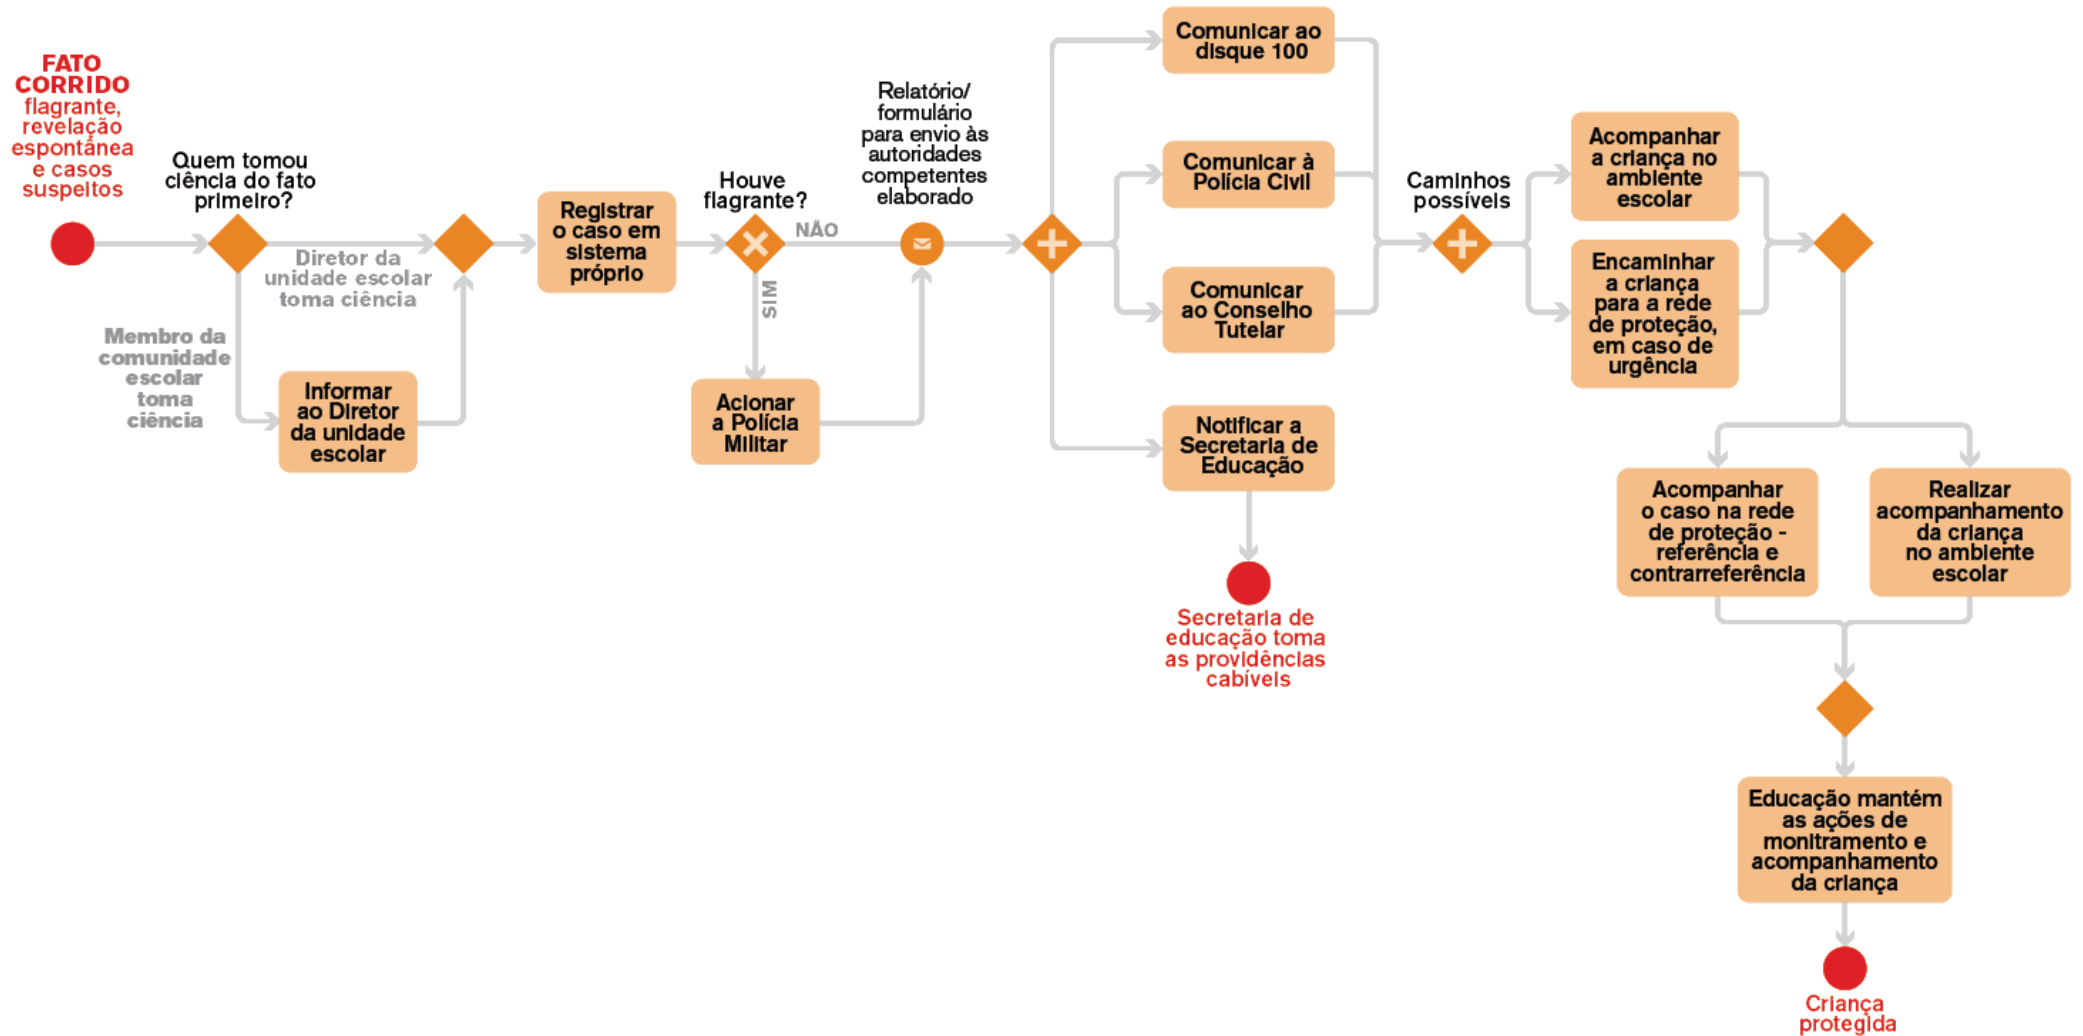 FATO
CORRIDO
flagrante,
revelação
espontânea
e casos
suspeitos
Quem tomou
ciência do fato
primeiro?
Diretor da
unidade escolar
toma ciência
Membro da
comunidade
escolar
toma
ciência
Informar
ao Diretor
da unidade
escolar
Registrar
o caso em
sistema
próprio
Houve
flagrante?
NÃO
SIM
Acionar
a Polícia
Militar
Relatório/
formulário
para envio às
autoridades
competentes
elaborado
Comunicar ao
disque 100
Comunicar à
Polícia Civil
Comunicar
ao Conselho
Tutelar
Notificar a
Secretaria de
Educação
Secretaria de
educação toma
as providências
cabíveis
Caminhos
possíveis
Acompanhar
a criança no
ambiente
escolar
Encaminhar
a criança
para a rede
de proteção,
em caso de
urgência
Acompanhar
o caso na rede
de proteção -
referência e
contrarreferência
Realizar
acompanhamento
da criança
no ambiente
escolar
Educação mantém
as ações de
monitramento e
acompanhamento
da criança
Criança
protegida